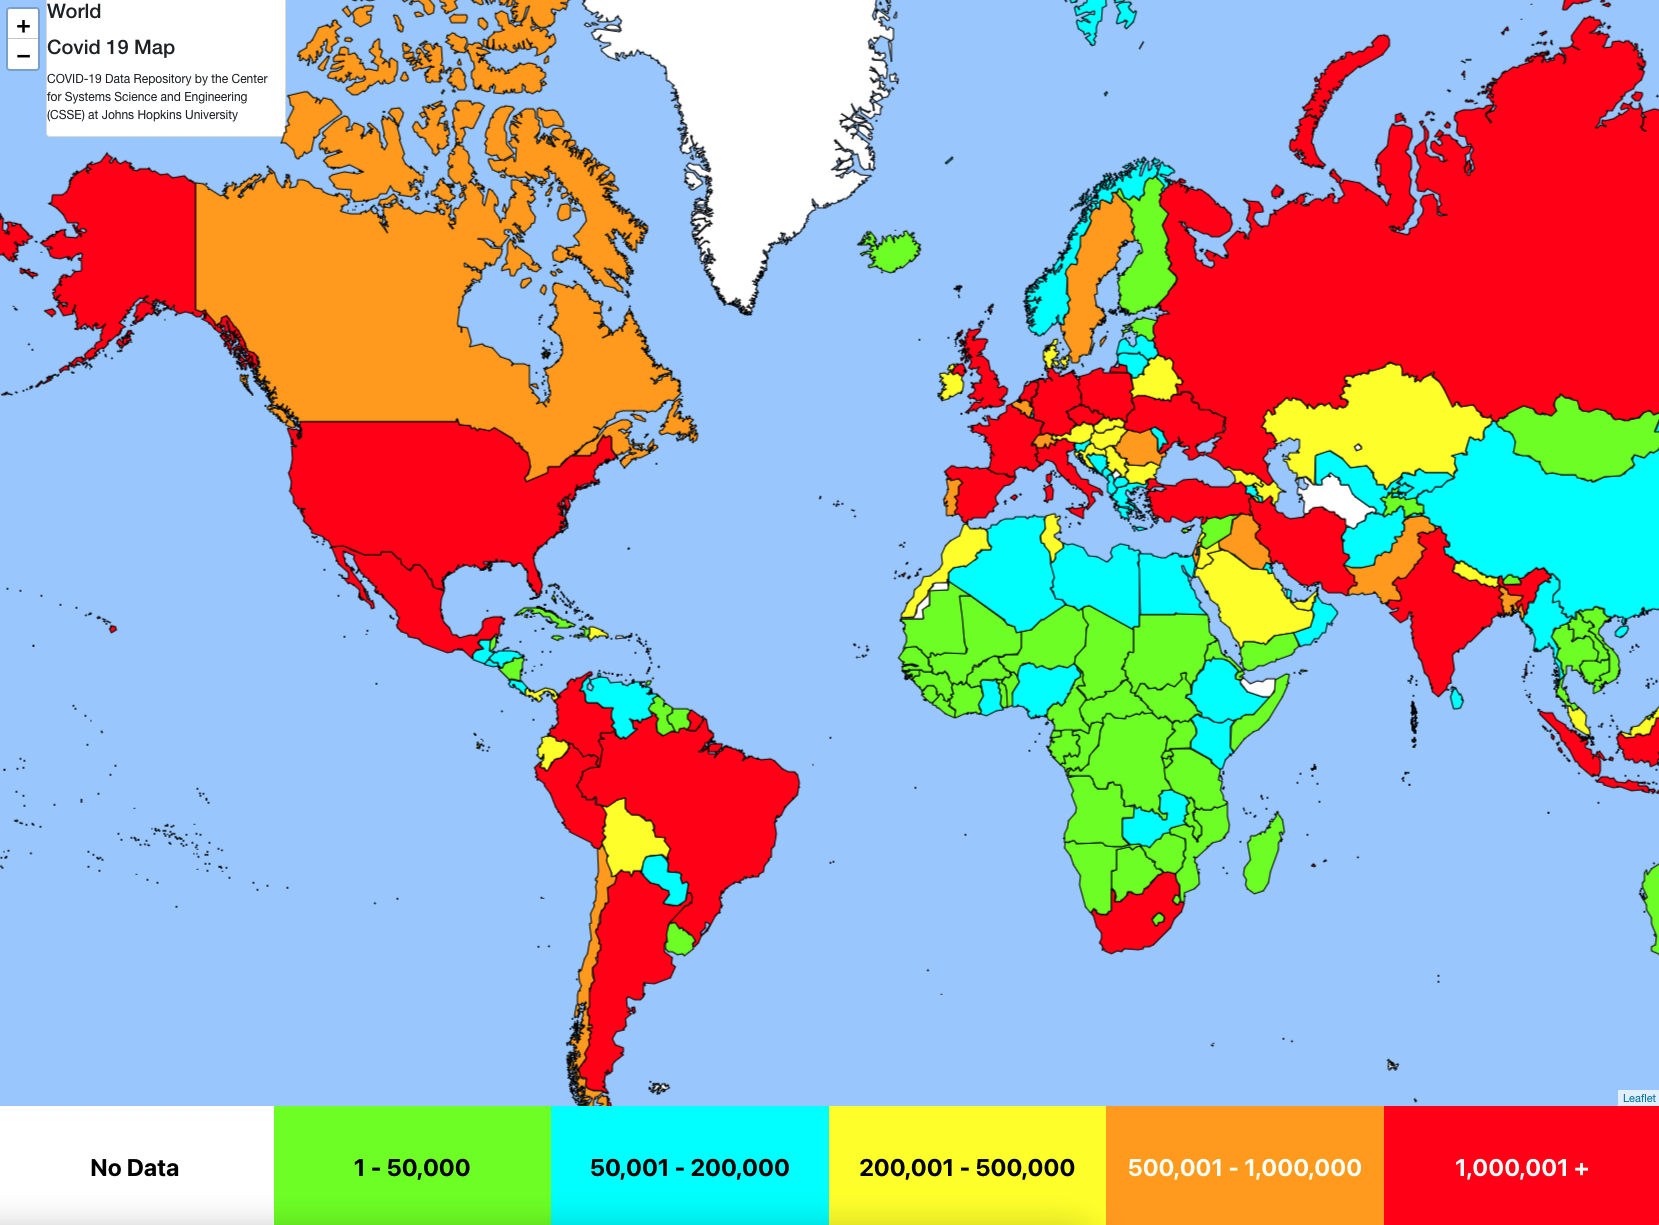 +
−
World
Covid 19 Map
COVID-19 Data Repository by the Center
for Systems Science and Engineering
(CSSE) at Johns Hopkins University
Leaflet
No Data
1 - 50,000
50,001 - 200,000
200,001 - 500,000
500,001 - 1,000,000
1,000,001 +